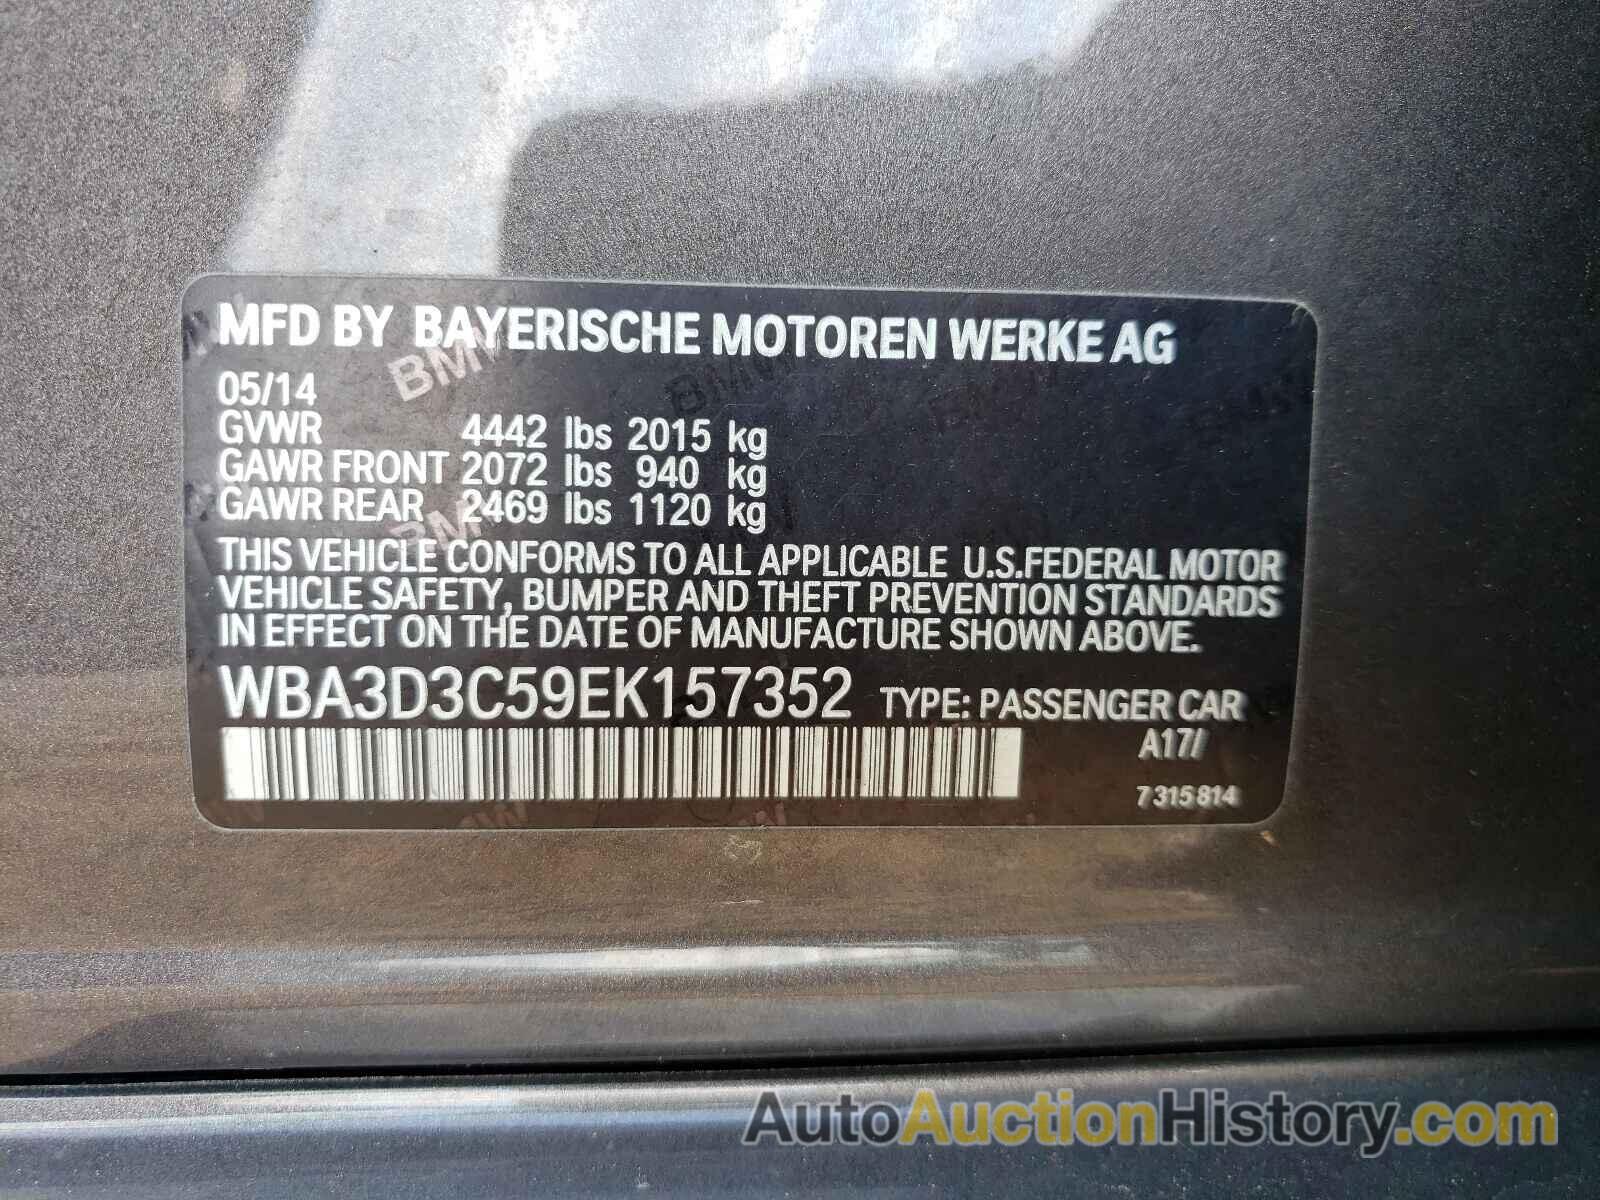 MFD BY BAYERISCHE MOTOREN WERKE AG
05/14
GVWR 4442 lbs 2015 kg
GAWR FRONT 2072 lbs 940 kg
GAWR REAR 2469 lbs 1120 kg
THIS VEHICLE CONFORMS TO ALL APPLICABLE U.S.FEDERAL MOTOR
VEHICLE SAFETY, BUMPER AND THEFT PREVENTION STANDARDS
IN EFFECT ON THE DATE OF MANUFACTURE SHOWN ABOVE.
WBA3D3C59EK157352 TYPE: PASSENGER CAR
A17/
7 315 814
AutoAuctionHistory.com